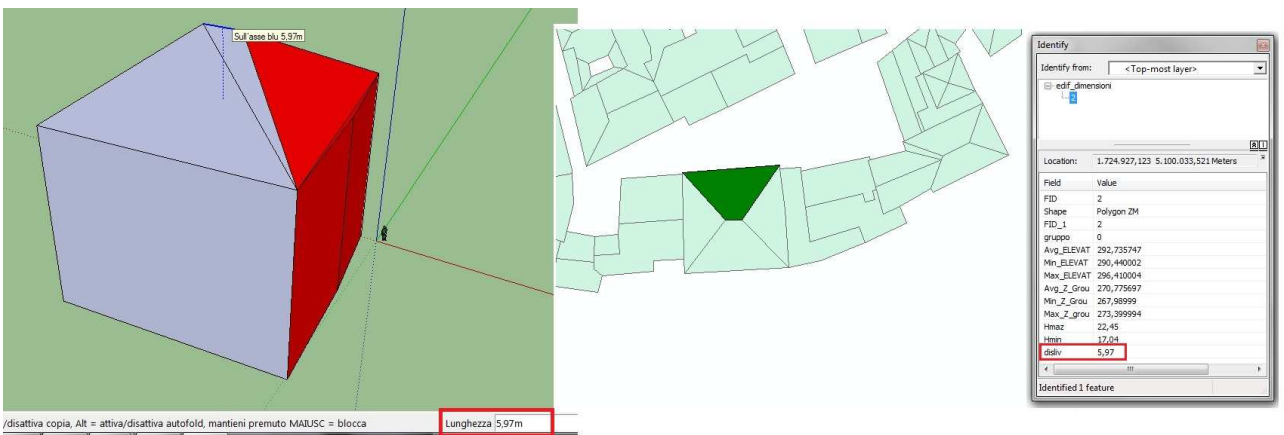 Sull'asse blu 5,97m
/disattiva copia, Alt = attiva/disattiva autofold, mantieni premuto MAIUSC = blocca
Lunghezza 5,97m
Identify
Identify from: <Top-most layer>
edif_dimensioni
2
Location: 1.724.927,123 5.100.033,521 Meters
Field Value
FID 2
Shape Polygon ZM
FID_1 2
gruppo 0
Avg_ELEVAT 292,735747
Min_ELEVAT 290,440002
Max_ELEVAT 296,410004
Avg_Z_Grou 270,775697
Min_Z_Grou 267,98999
Max_Z_grou 273,399994
Hmaz 22,45
Hmin 17,04
disliv 5,97
Identified 1 feature